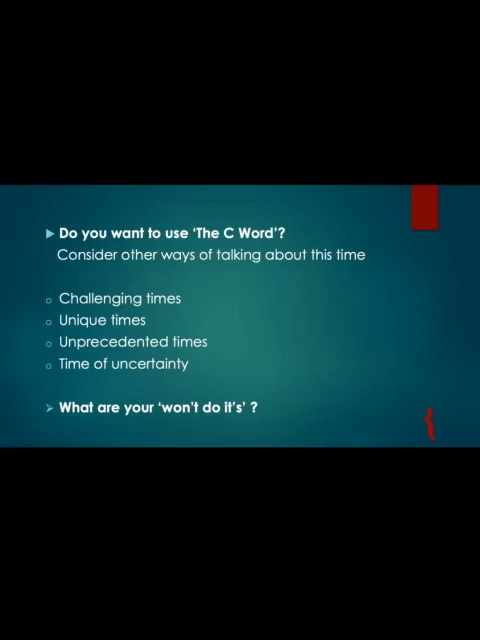 Do you want to use ‘The C Word’?
Consider other ways of talking about this time
Challenging times
Unique times
Unprecedented times
Time of uncertainty
What are your ‘won’t do it’s’ ?
{